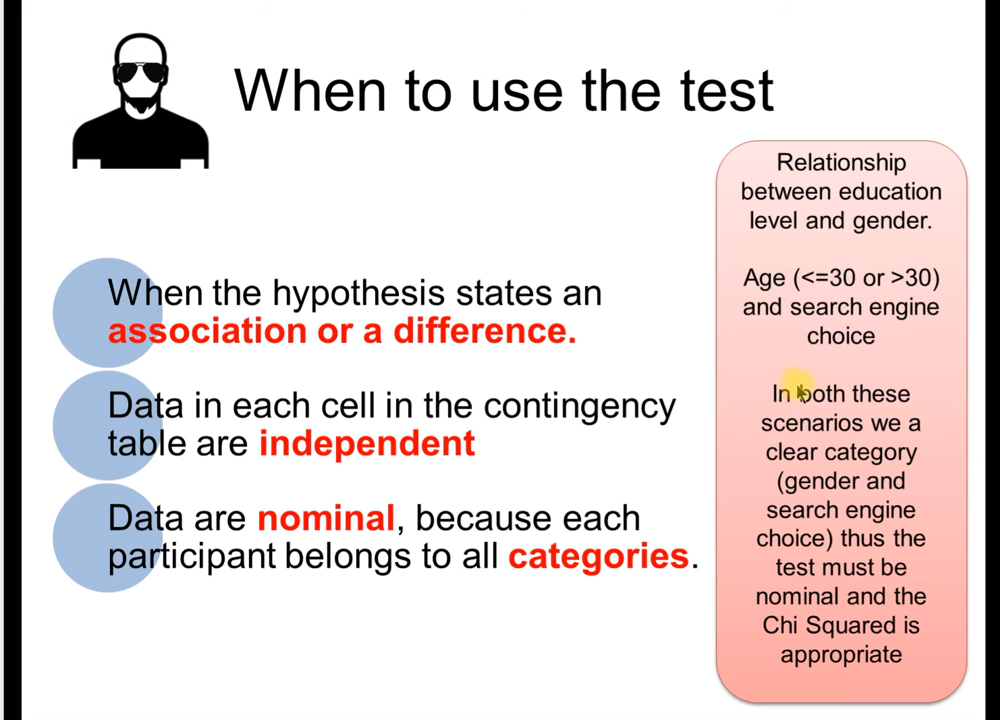 When to use the test
When the hypothesis states an
association or a difference.
Data in each cell in the contingency
table are independent
Data are nominal, because each
participant belongs to all categories.
Relationship
between education
level and gender.
Age (<=30 or >30)
and search engine
choice
In both these
scenarios we a
clear category
(gender and
search engine
choice) thus the
test must be
nominal and the
Chi Squared is
appropriate